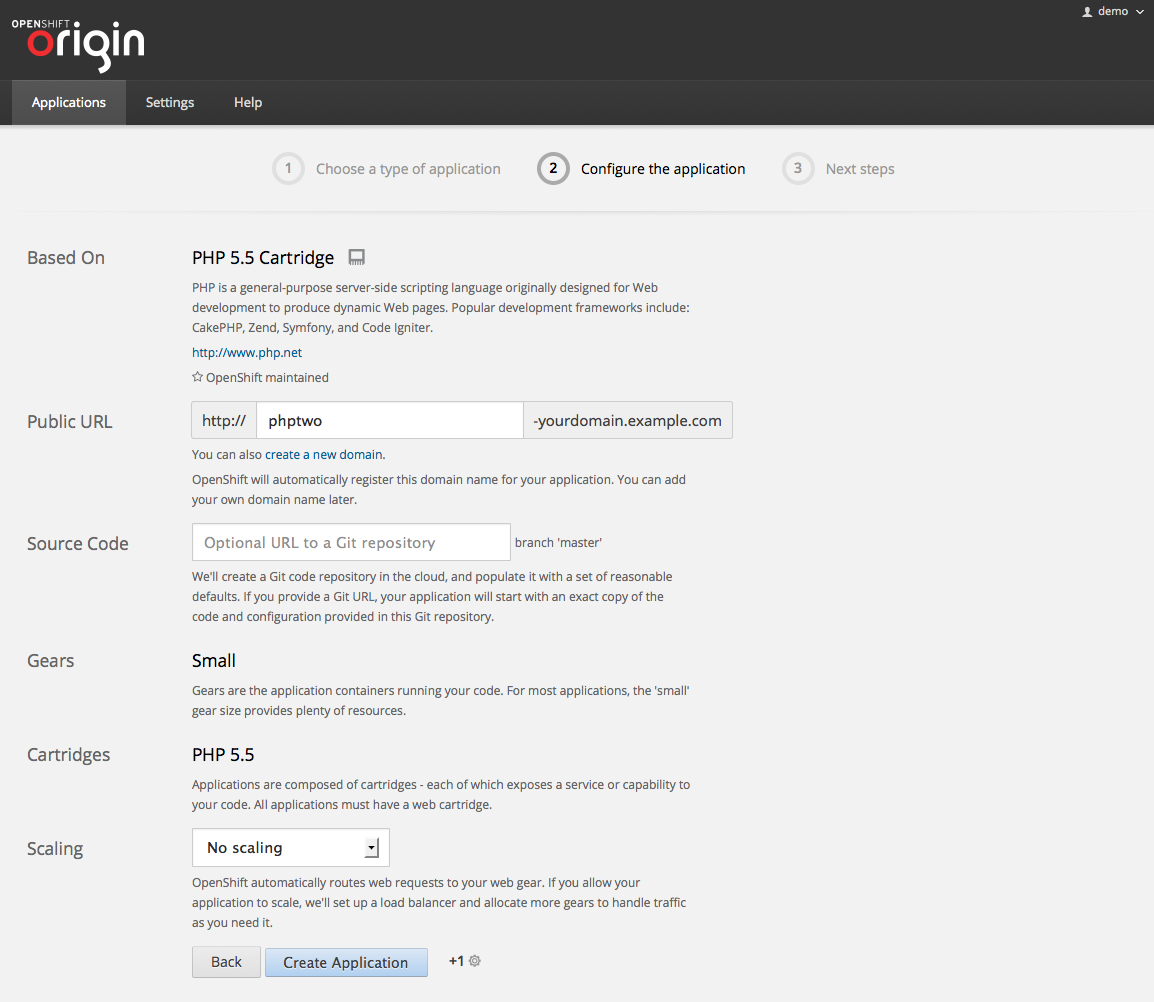 OPENSHIFT
origin
demo
Applications Settings Help
1 Choose a type of application 2 Configure the application 3 Next steps
Based On
PHP 5.5 Cartridge
PHP is a general-purpose server-side scripting language originally designed for Web
development to produce dynamic Web pages. Popular development frameworks include:
CakePHP, Zend, Symfony, and Code Igniter.
http://www.php.net
OpenShift maintained
Public URL
http:// phptwo -yourdomain.example.com
You can also create a new domain.
OpenShift will automatically register this domain name for your application. You can add
your own domain name later.
Source Code
Optional URL to a Git repository branch 'master'
We'll create a Git code repository in the cloud, and populate it with a set of reasonable
defaults. If you provide a Git URL, your application will start with an exact copy of the
code and configuration provided in this Git repository.
Gears
Small
Gears are the application containers running your code. For most applications, the 'small'
gear size provides plenty of resources.
Cartridges
PHP 5.5
Applications are composed of cartridges - each of which exposes a service or capability to
your code. All applications must have a web cartridge.
Scaling
No scaling
OpenShift automatically routes web requests to your web gear. If you allow your
application to scale, we'll set up a load balancer and allocate more gears to handle traffic
as you need it.
Back Create Application +1